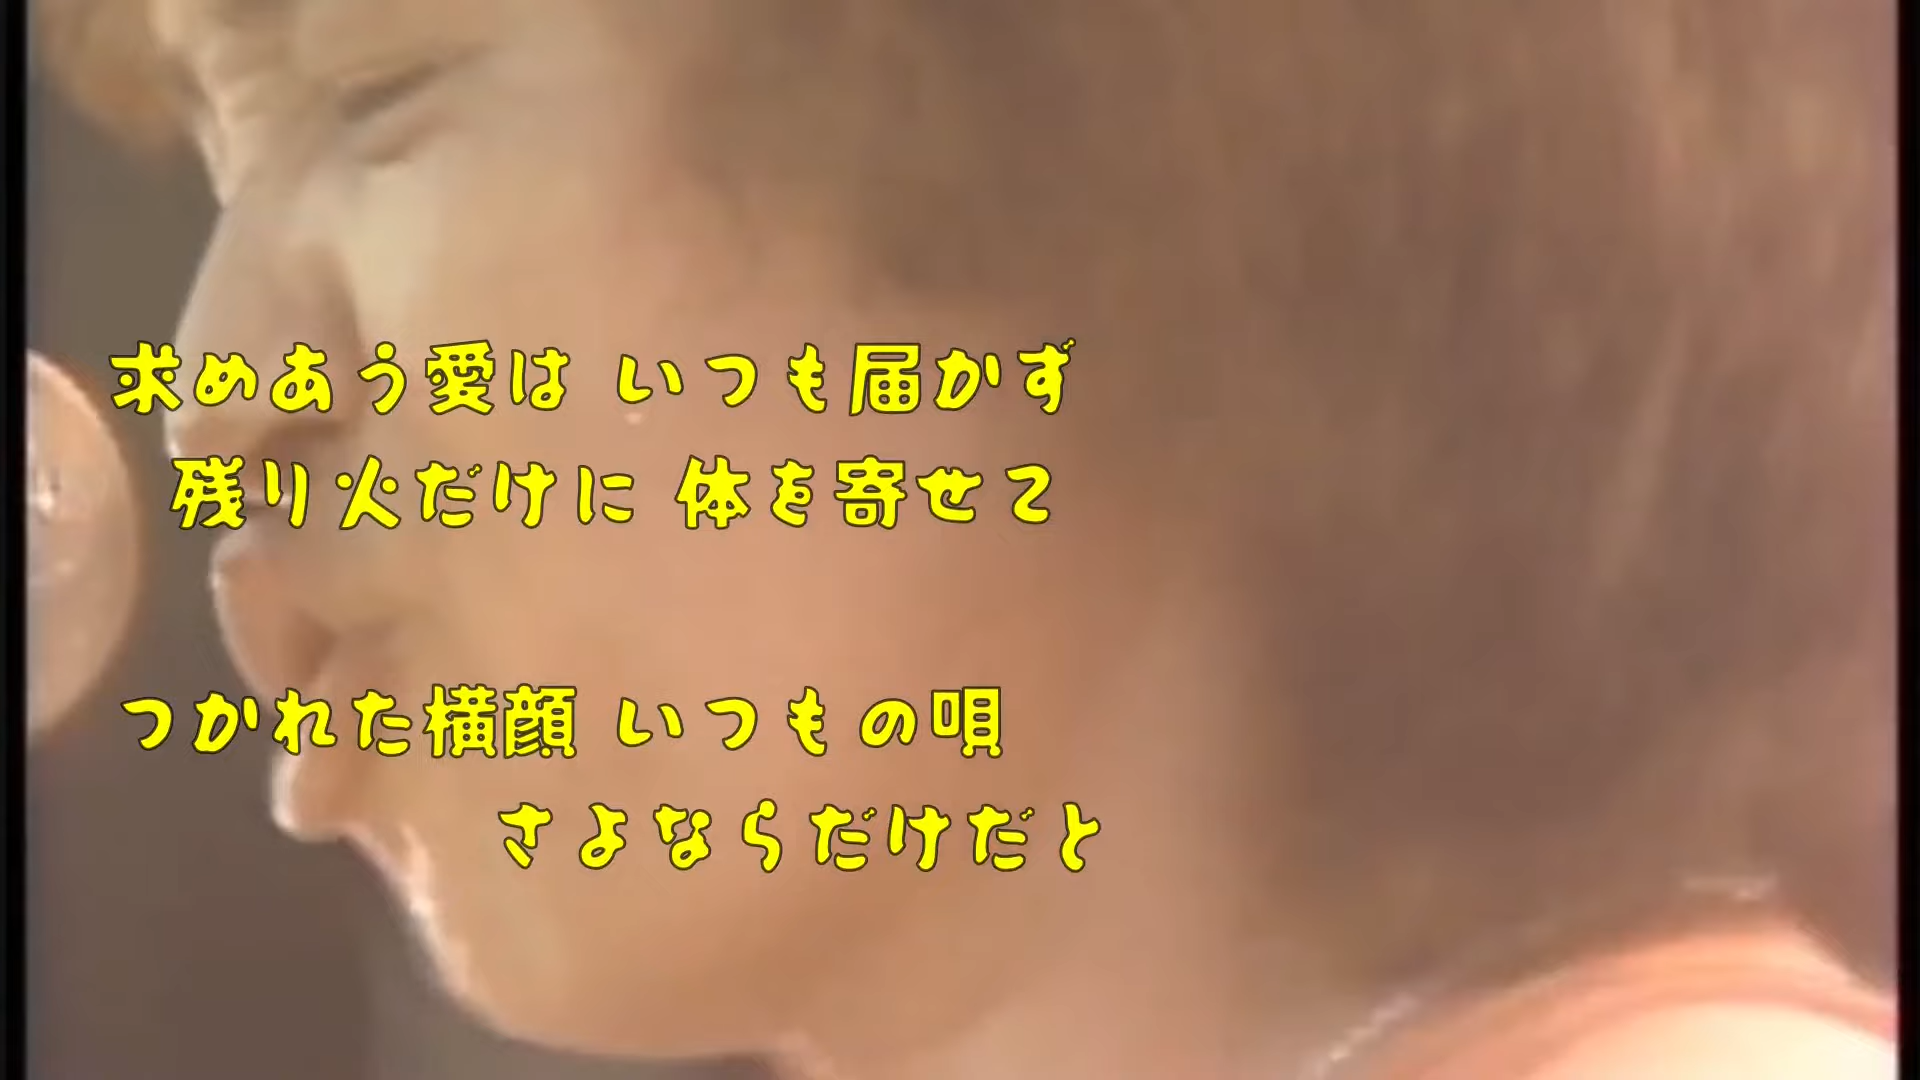 求めあう愛は いつも届かず
残り火だけに 体を寄せて
つかれた横顔 いつもの唄
さよならだけだと